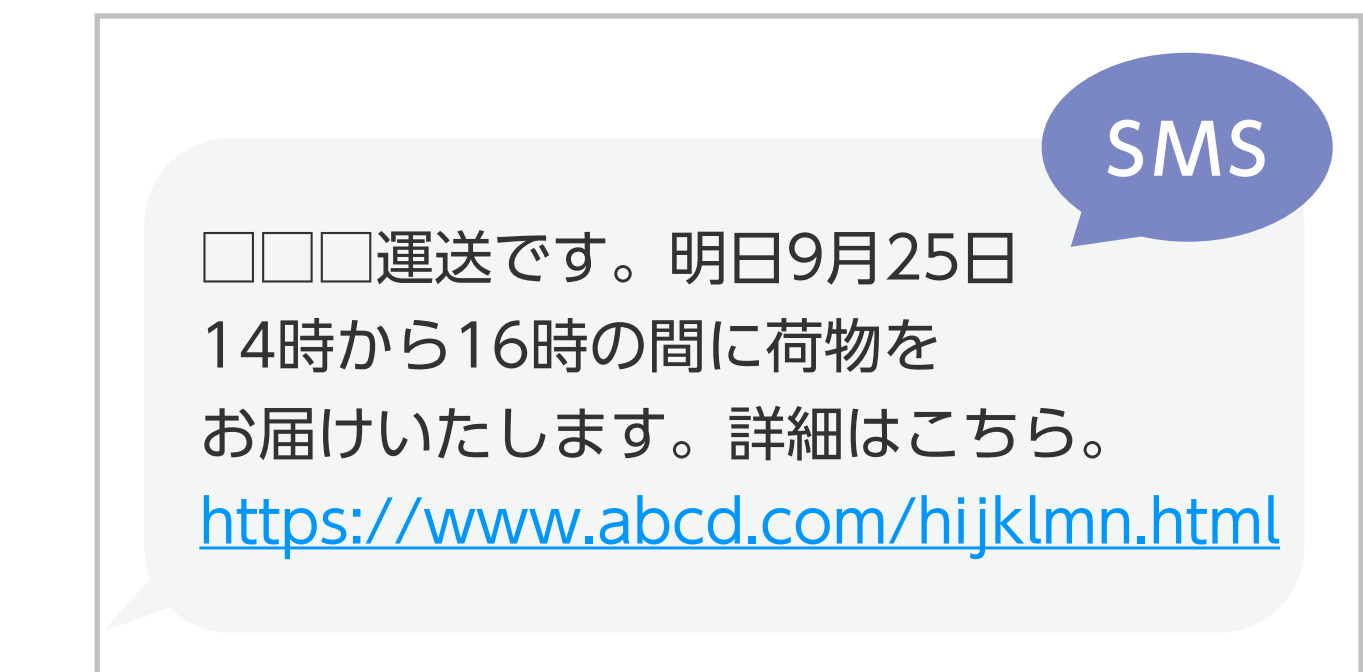 SMS
□□□運送です。明日9月25日
14時から16時の間に荷物を
お届けいたします。詳細はこちら。
https://www.abcd.com/hijklmn.html